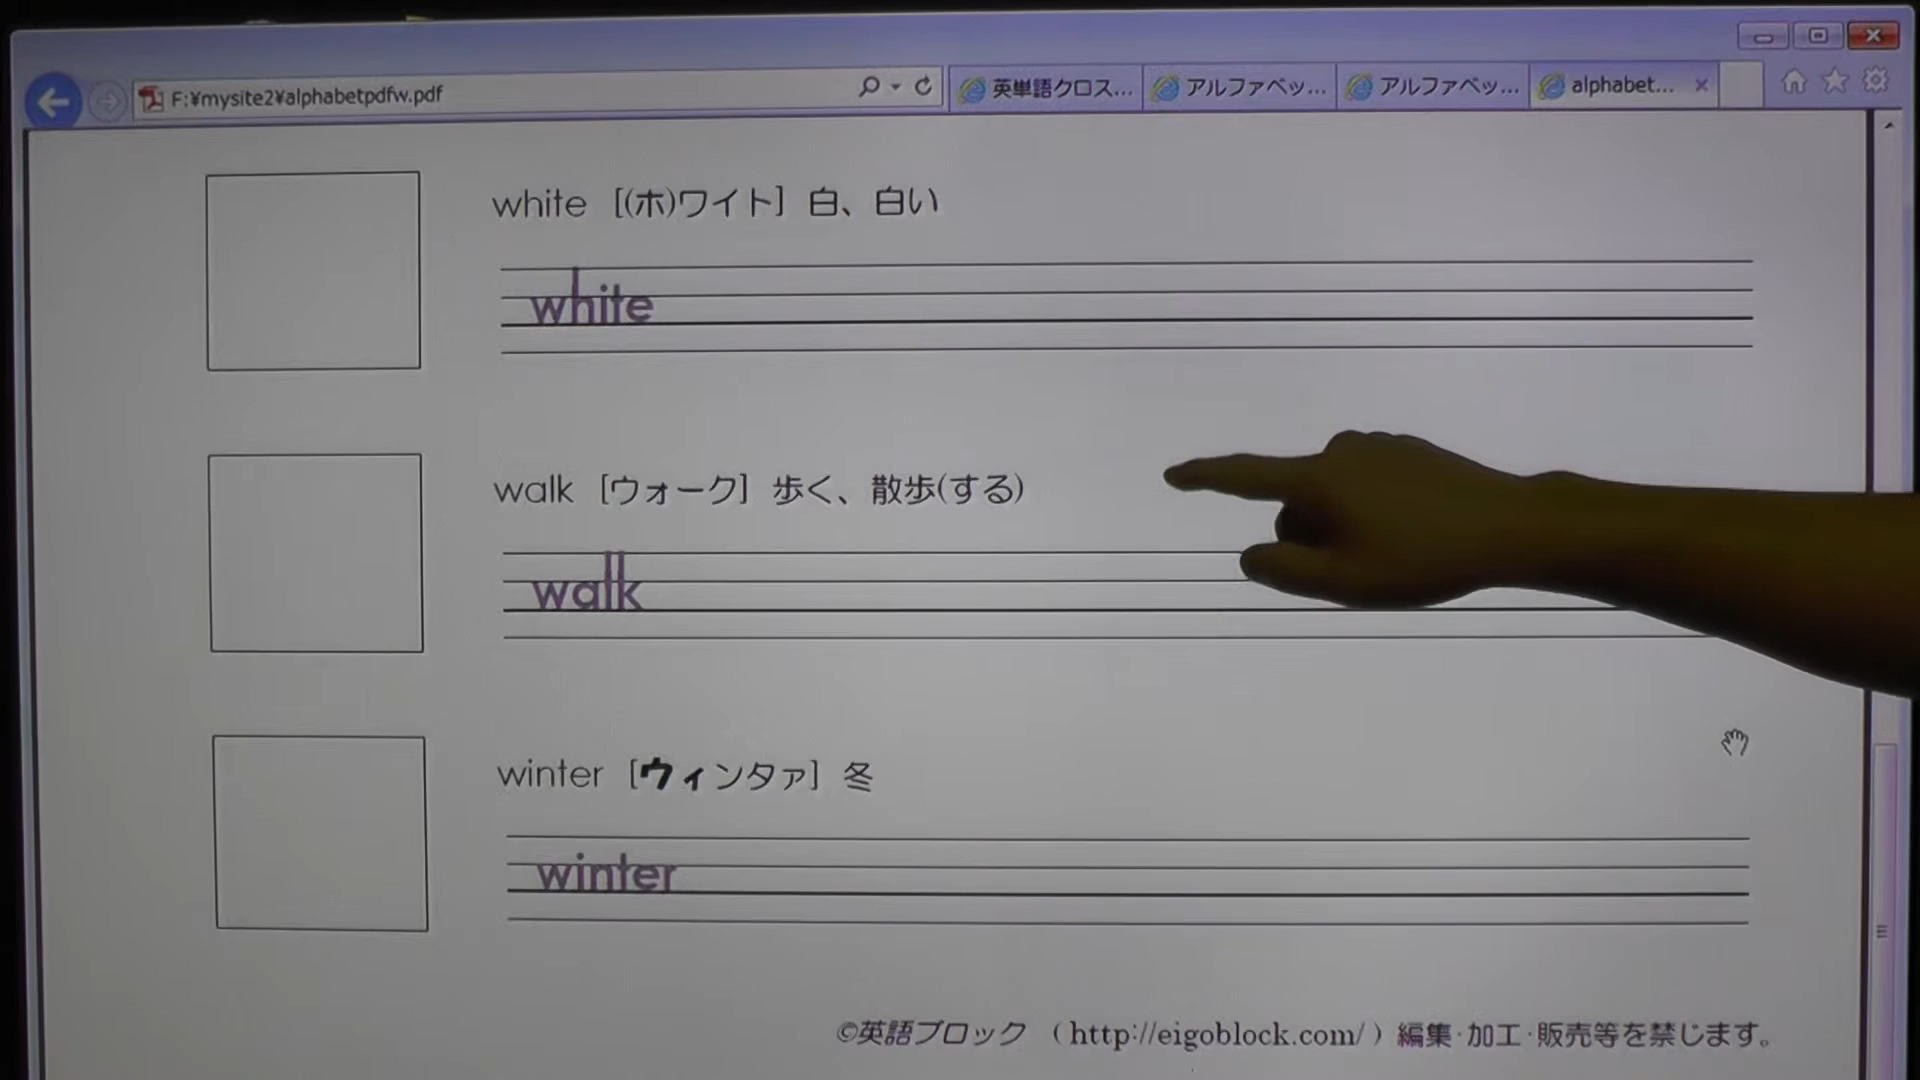 F:¥mysite2¥alphabetpdfw.pdf 英単語クロス... アルファベッ... アルファベッ... alphabet...
white [(ホ)ワイト] 白、白い
white
walk [ウォーク] 歩く、散歩(する)
walk
winter [ウィンタァ] 冬
winter
©英語ブロック (http://eigoblock.com/) 編集·加工·販売等を禁じます。